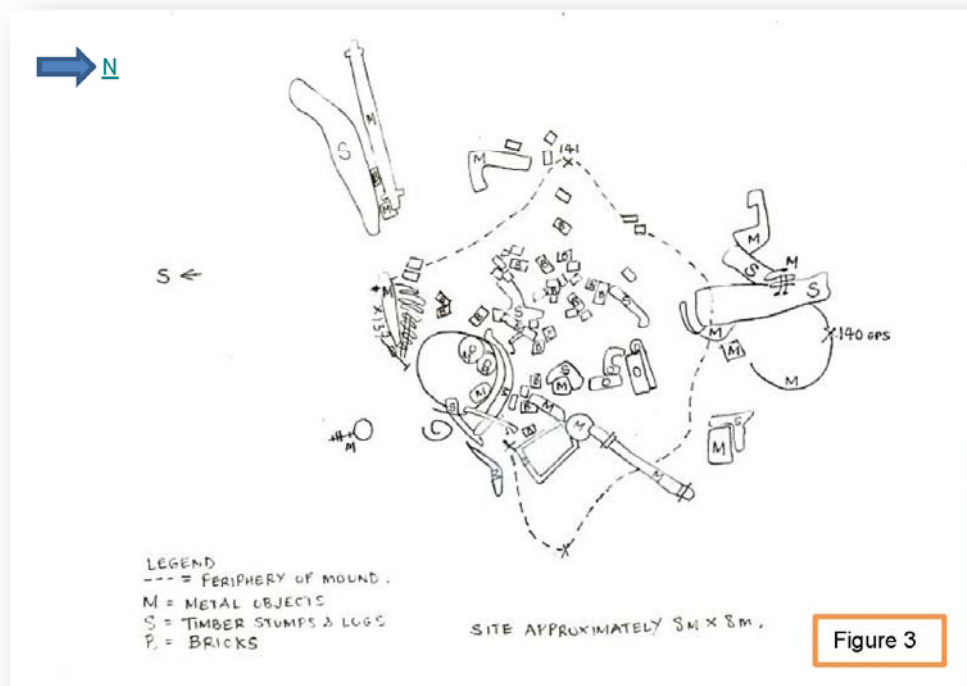 N
M
S
M
141
M
M
S
M
S
S ←
M
×137
S
M
140 GPS
M
M
S
M
M
S
M
M
M
M
M
LEGEND
--- = PERIPHERY OF MOUND.
M = METAL OBJECTS
S = TIMBER STUMPS & LOGS
B = BRICKS
SITE APPROXIMATELY 8M × 8M.
Figure 3